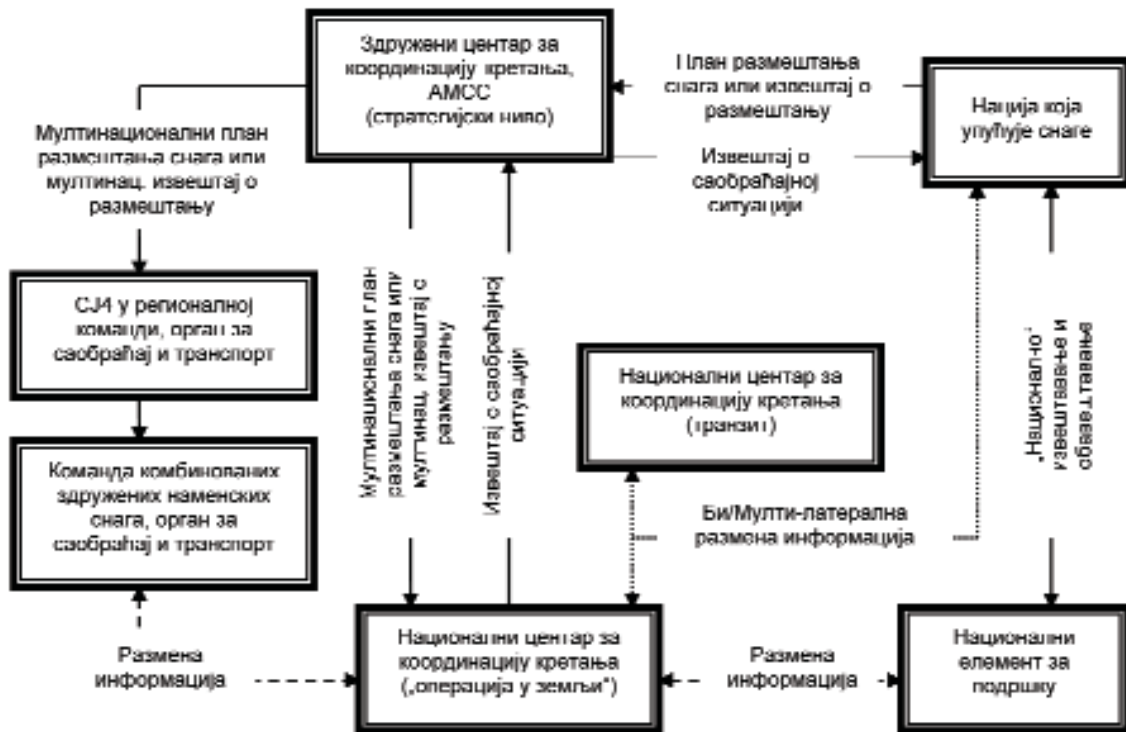 Здружени центар за
координацију кретања,
АМСС
(стратегијски ниво)
План размештања
снага или извештај о
размештању
Нација која
упућује снаге
Мултинационални план
размештања снага или
мултинац. извештај о
размештању
Извештај о
саобраћајној
ситуацији
СЈ4 у регионалној
команди, орган за
саобраћај и транспорт
Мултинационални план
размештања снага или
мултинац. извештај о
размештању
Извештај о саобраћајној
ситуацији
Национални центар за
координацију кретања
(транзит)
„Национално“
извештавање и
обавештавање
Команда комбинованих
здружених наменских
снага, орган за
саобраћај и транспорт
Би/Мулти-латерална
размена информација
Размена
информација
Национални центар за
координацију кретања
(„операција у земљи“)
Размена
информација
Национални
елемент за
подршку